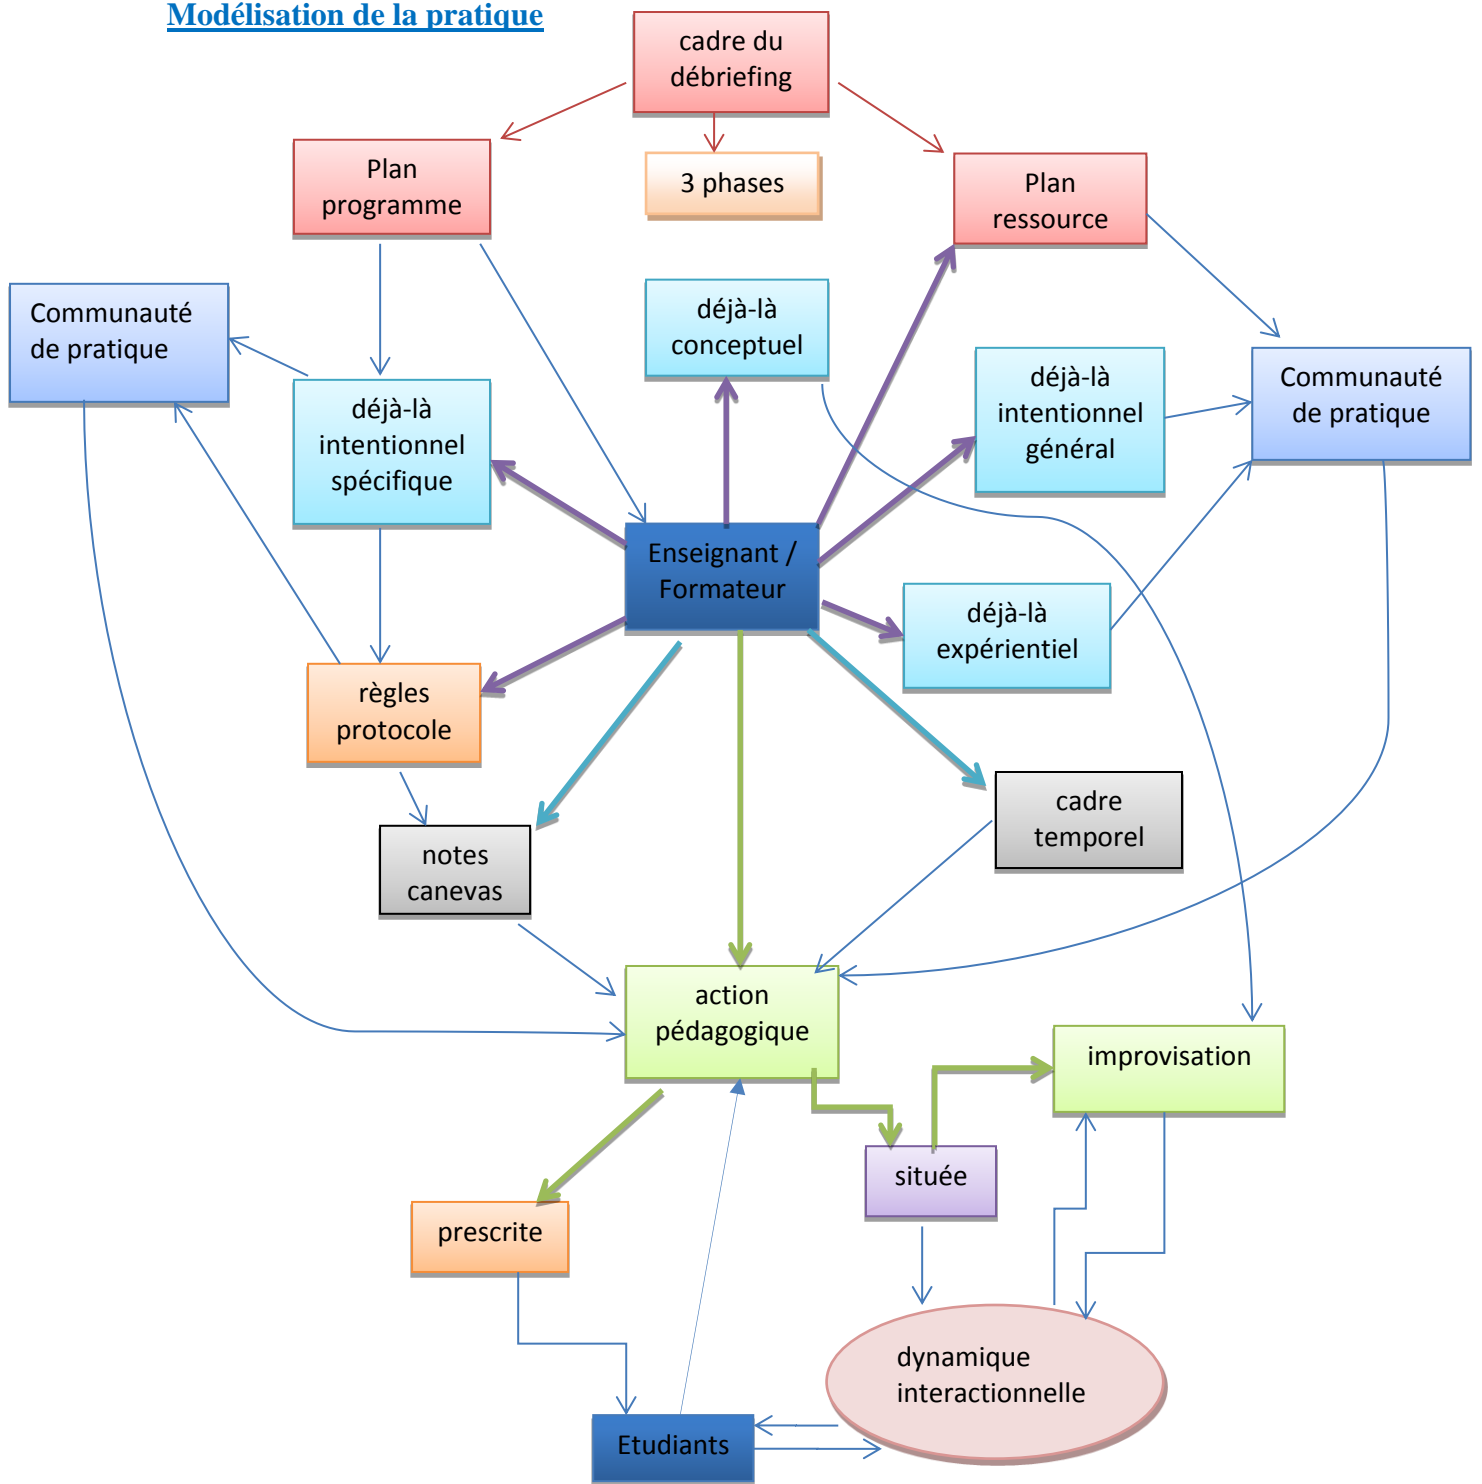 Modélisation de la pratique
cadre du
débriefing
Plan
programme
3 phases
Plan
ressource
Communauté
de pratique
déjà-là
conceptuel
déjà-là
intentionnel
général
Communauté
de pratique
déjà-là
intentionnel
spécifique
Enseignant /
Formateur
déjà-là
expérientiel
règles
protocole
cadre
temporel
notes
canevas
action
pédagogique
improvisation
située
prescrite
dynamique
interactionnelle
Etudiants